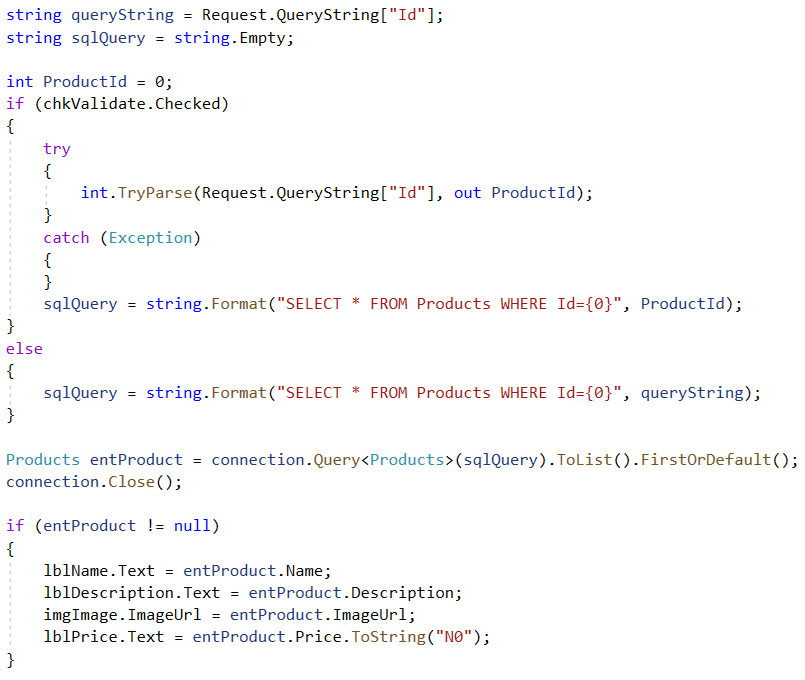 string queryString = Request.QueryString["Id"];
string sqlQuery = string.Empty;

int ProductId = 0;
if (chkValidate.Checked)
{
    try
    {
        int.TryParse(Request.QueryString["Id"], out ProductId);
    }
    catch (Exception)
    {
    }
    sqlQuery = string.Format("SELECT * FROM Products WHERE Id={0}", ProductId);
}
else
{
    sqlQuery = string.Format("SELECT * FROM Products WHERE Id={0}", queryString);
}

Products entProduct = connection.Query<Products>(sqlQuery).ToList().FirstOrDefault();
connection.Close();

if (entProduct != null)
{
    lblName.Text = entProduct.Name;
    lblDescription.Text = entProduct.Description;
    imgImage.ImageUrl = entProduct.ImageUrl;
    lblPrice.Text = entProduct.Price.ToString("N0");
}